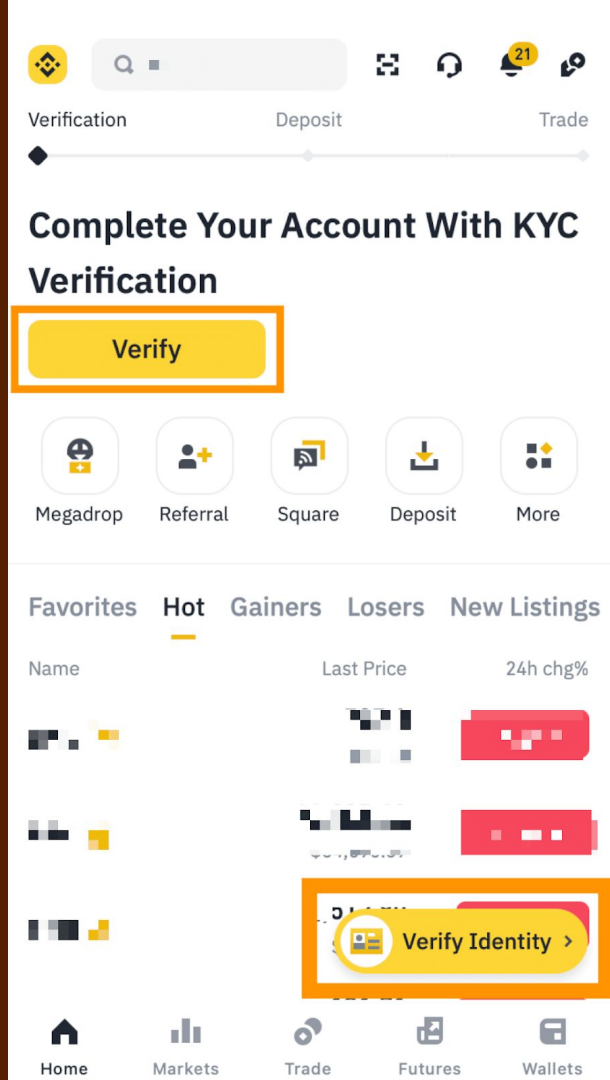 21
Verification Deposit Trade
Complete Your Account With KYC
Verification
Verify
Megadrop Referral Square Deposit More
Favorites Hot Gainers Losers New Listings
Name Last Price 24h chg%
Verify Identity >
Home Markets Trade Futures Wallets